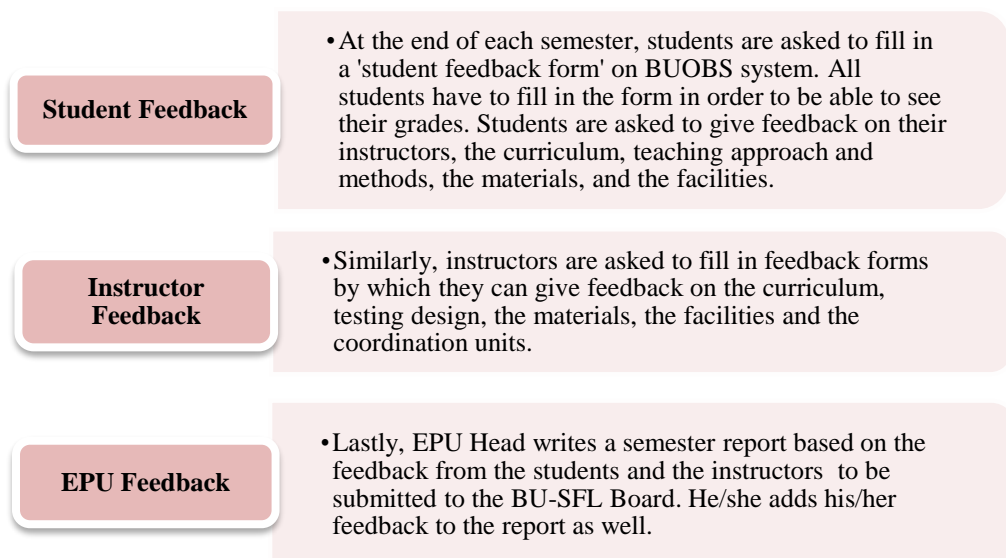 Student Feedback
•At the end of each semester, students are asked to fill in
a 'student feedback form' on BUOBS system. All
students have to fill in the form in order to be able to see
their grades. Students are asked to give feedback on their
instructors, the curriculum, teaching approach and
methods, the materials, and the facilities.
Instructor
Feedback
•Similarly, instructors are asked to fill in feedback forms
by which they can give feedback on the curriculum,
testing design, the materials, the facilities and the
coordination units.
EPU Feedback
•Lastly, EPU Head writes a semester report based on the
feedback from the students and the instructors to be
submitted to the BU-SFL Board. He/she adds his/her
feedback to the report as well.